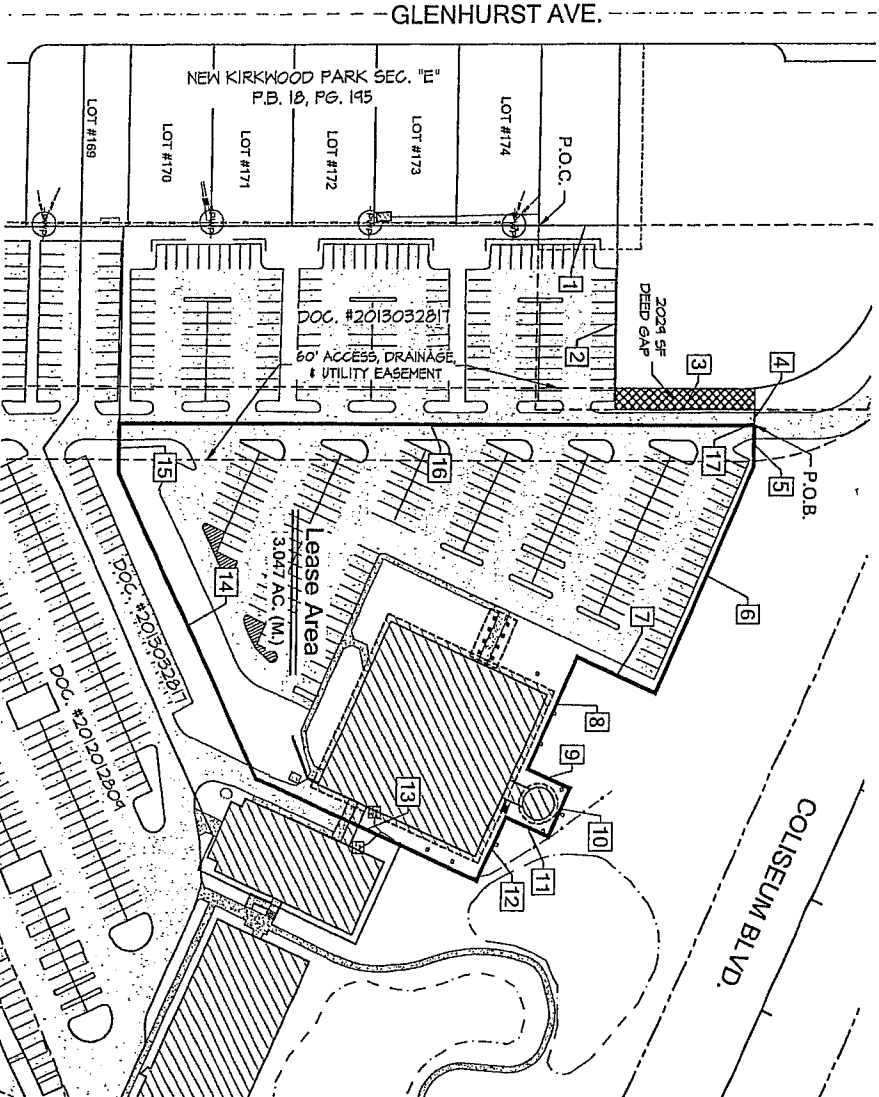 GLENHURST AVE.
NEW KIRKWOOD PARK SEC. "E"
P.B. 18, PG. 195
LOT #169
LOT #170
LOT #171
LOT #172
LOT #173
LOT #174
P.O.C.
1
2
2029 SF
DEED GAP
3
4
DOC. #2013032817
60' ACCESS, DRAINAGE
& UTILITY EASEMENT
P.O.B.
5
17
16
15
6
7
14
Lease Area
3.047 AC. (M.)
8
9
10
11
12
13
DOC. #2013032817
DOC. #2012012809
COLISEUM BLVD.